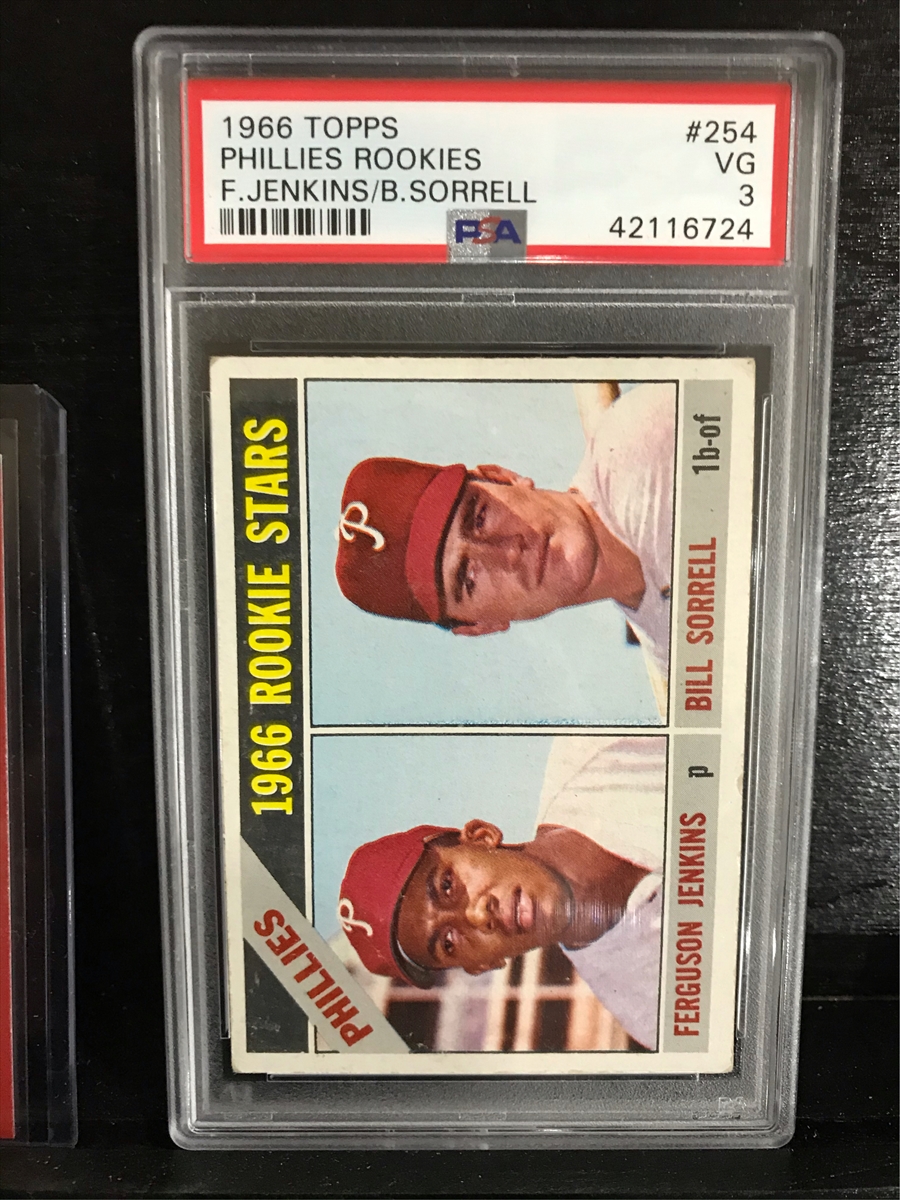 1966 TOPPS #254
PHILLIES ROOKIES VG
F.JENKINS/B.SORRELL 3
PSA 42116724
PHILLIES
1966 ROOKIE STARS
P
P
FERGUSON JENKINS p
BILL SORRELL 1b-of